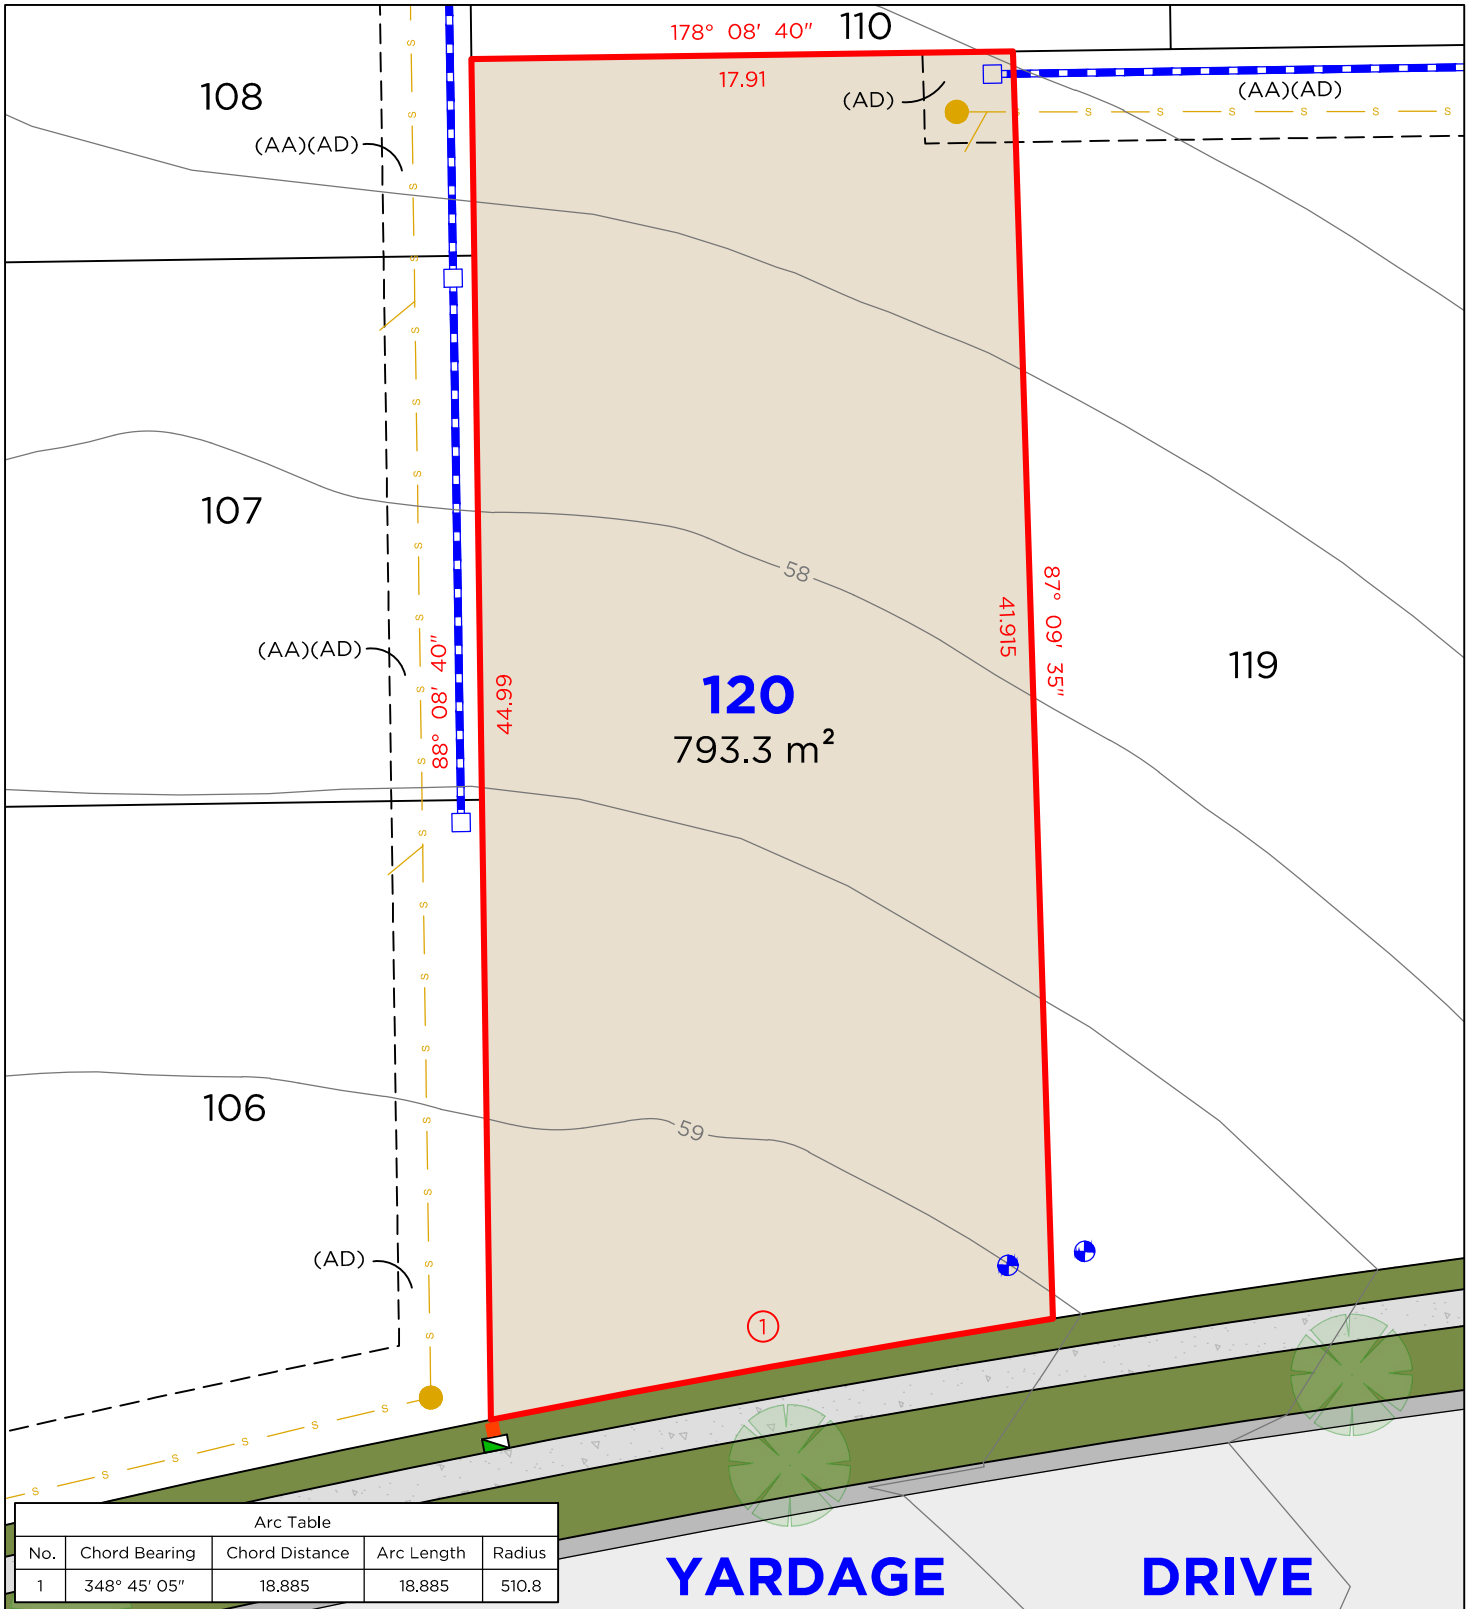 178° 08' 40"
110
17.91
108
(AD)
(AA)(AD)
(AA)(AD)
s s s s s
s
s
s
s
s
107
s
s
58
s
87° 09' 35"
41.915
88° 08' 40"
(AA)(AD)
119
44.99
120
793.3 m²
s
s
s
s
s
106
59
s
s
(AD)
s
1
s
s
s
s
Arc Table
No. Chord Bearing Chord Distance Arc Length Radius
1 348° 45' 05" 18.885 18.885 510.8
YARDAGE DRIVE